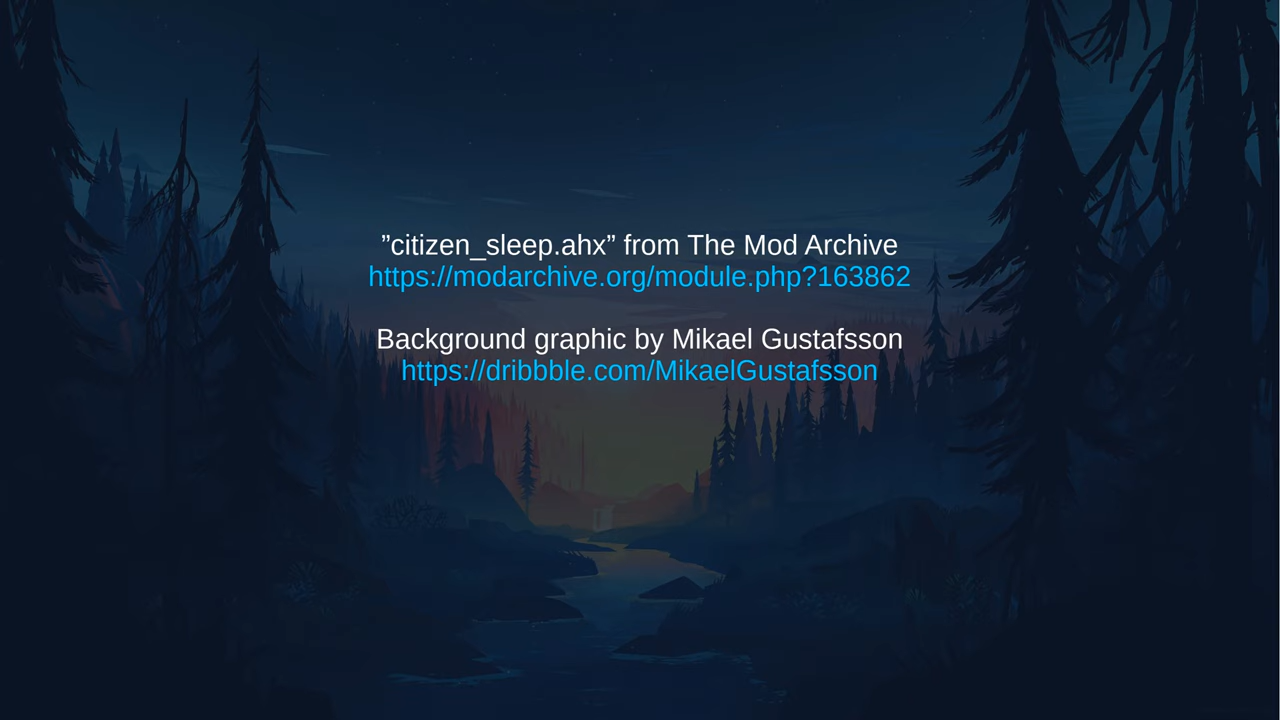 ”citizen_sleep.ahx” from The Mod Archive
https://modarchive.org/module.php?163862
Background graphic by Mikael Gustafsson
https://dribbble.com/MikaelGustafsson